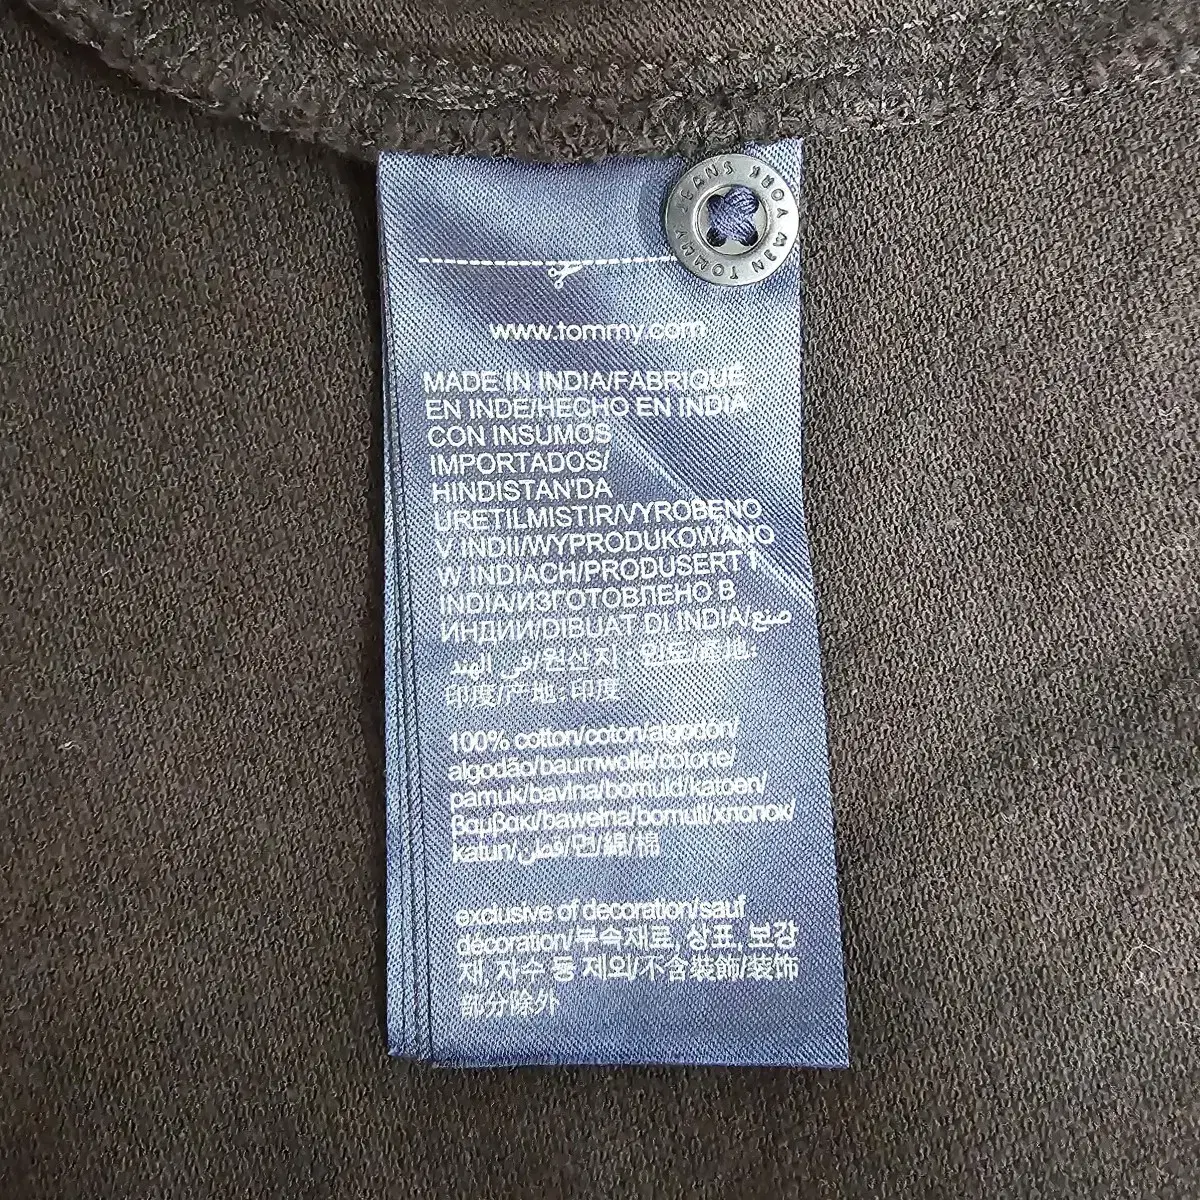 TOMMY JEANS NEW YORK
www.tommy.com
MADE IN INDIA/FABRIQUÉ
EN INDE/HECHO EN INDIA
CON INSUMOS
IMPORTADOS/
HINDISTAN'DA
URETILMISTIR/VYROBENO
V INDII/WYPRODUKOWANO
W INDIACH/PRODUSERT I
INDIA/ИЗГОТОВЛЕНО В
ИНДИИ/DIBUAT DI INDIA/صنع
في الهند/원산지 : 인도/產地:
印度/产地: 印度
100% cotton/coton/algodón/
algodão/baumwolle/cotone/
pamuk/bavlna/bomuld/katoen/
βαμβακι/bawełna/bomull/хлопок/
katun/قطن/면/綿/棉
exclusive of decoration/sauf
décoration/부속재료, 상표, 보강
재, 자수 등 제외/不含裝飾/装饰
部分除外